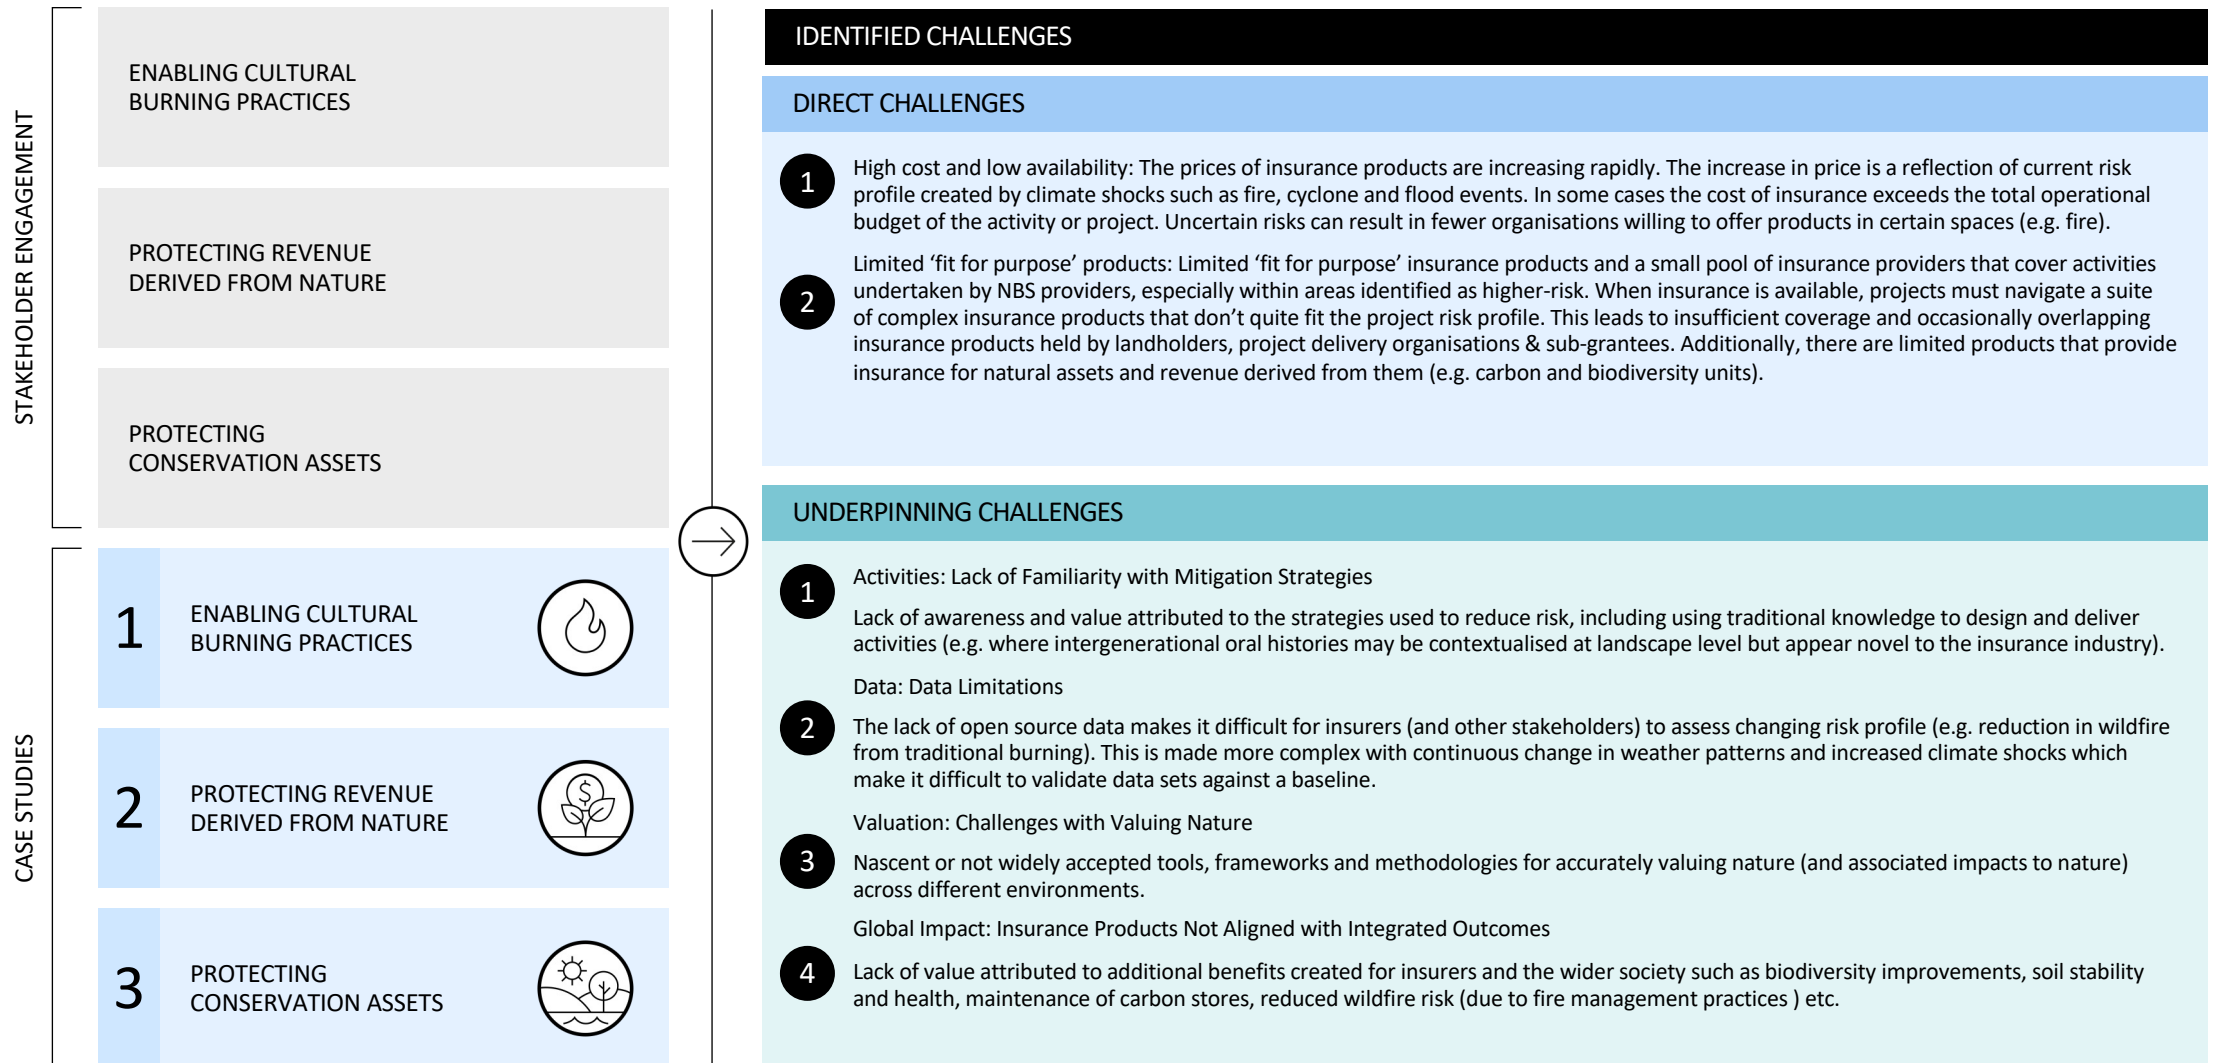 STAKEHOLDER ENGAGEMENT
ENABLING CULTURAL
BURNING PRACTICES
PROTECTING REVENUE
DERIVED FROM NATURE
PROTECTING
CONSERVATION ASSETS
CASE STUDIES
1
ENABLING CULTURAL
BURNING PRACTICES
2
PROTECTING REVENUE
DERIVED FROM NATURE
$
3
PROTECTING
CONSERVATION ASSETS
IDENTIFIED CHALLENGES
DIRECT CHALLENGES
1
High cost and low availability: The prices of insurance products are increasing rapidly. The increase in price is a reflection of current risk
profile created by climate shocks such as fire, cyclone and flood events. In some cases the cost of insurance exceeds the total operational
budget of the activity or project. Uncertain risks can result in fewer organisations willing to offer products in certain spaces (e.g. fire).
2
Limited ‘fit for purpose’ products: Limited ‘fit for purpose’ insurance products and a small pool of insurance providers that cover activities
undertaken by NBS providers, especially within areas identified as higher-risk. When insurance is available, projects must navigate a suite
of complex insurance products that don’t quite fit the project risk profile. This leads to insufficient coverage and occasionally overlapping
insurance products held by landholders, project delivery organisations & sub-grantees. Additionally, there are limited products that provide
insurance for natural assets and revenue derived from them (e.g. carbon and biodiversity units).
UNDERPINNING CHALLENGES
1
Activities: Lack of Familiarity with Mitigation Strategies
Lack of awareness and value attributed to the strategies used to reduce risk, including using traditional knowledge to design and deliver
activities (e.g. where intergenerational oral histories may be contextualised at landscape level but appear novel to the insurance industry).
2
Data: Data Limitations
The lack of open source data makes it difficult for insurers (and other stakeholders) to assess changing risk profile (e.g. reduction in wildfire
from traditional burning). This is made more complex with continuous change in weather patterns and increased climate shocks which
make it difficult to validate data sets against a baseline.
3
Valuation: Challenges with Valuing Nature
Nascent or not widely accepted tools, frameworks and methodologies for accurately valuing nature (and associated impacts to nature)
across different environments.
4
Global Impact: Insurance Products Not Aligned with Integrated Outcomes
Lack of value attributed to additional benefits created for insurers and the wider society such as biodiversity improvements, soil stability
and health, maintenance of carbon stores, reduced wildfire risk (due to fire management practices ) etc.